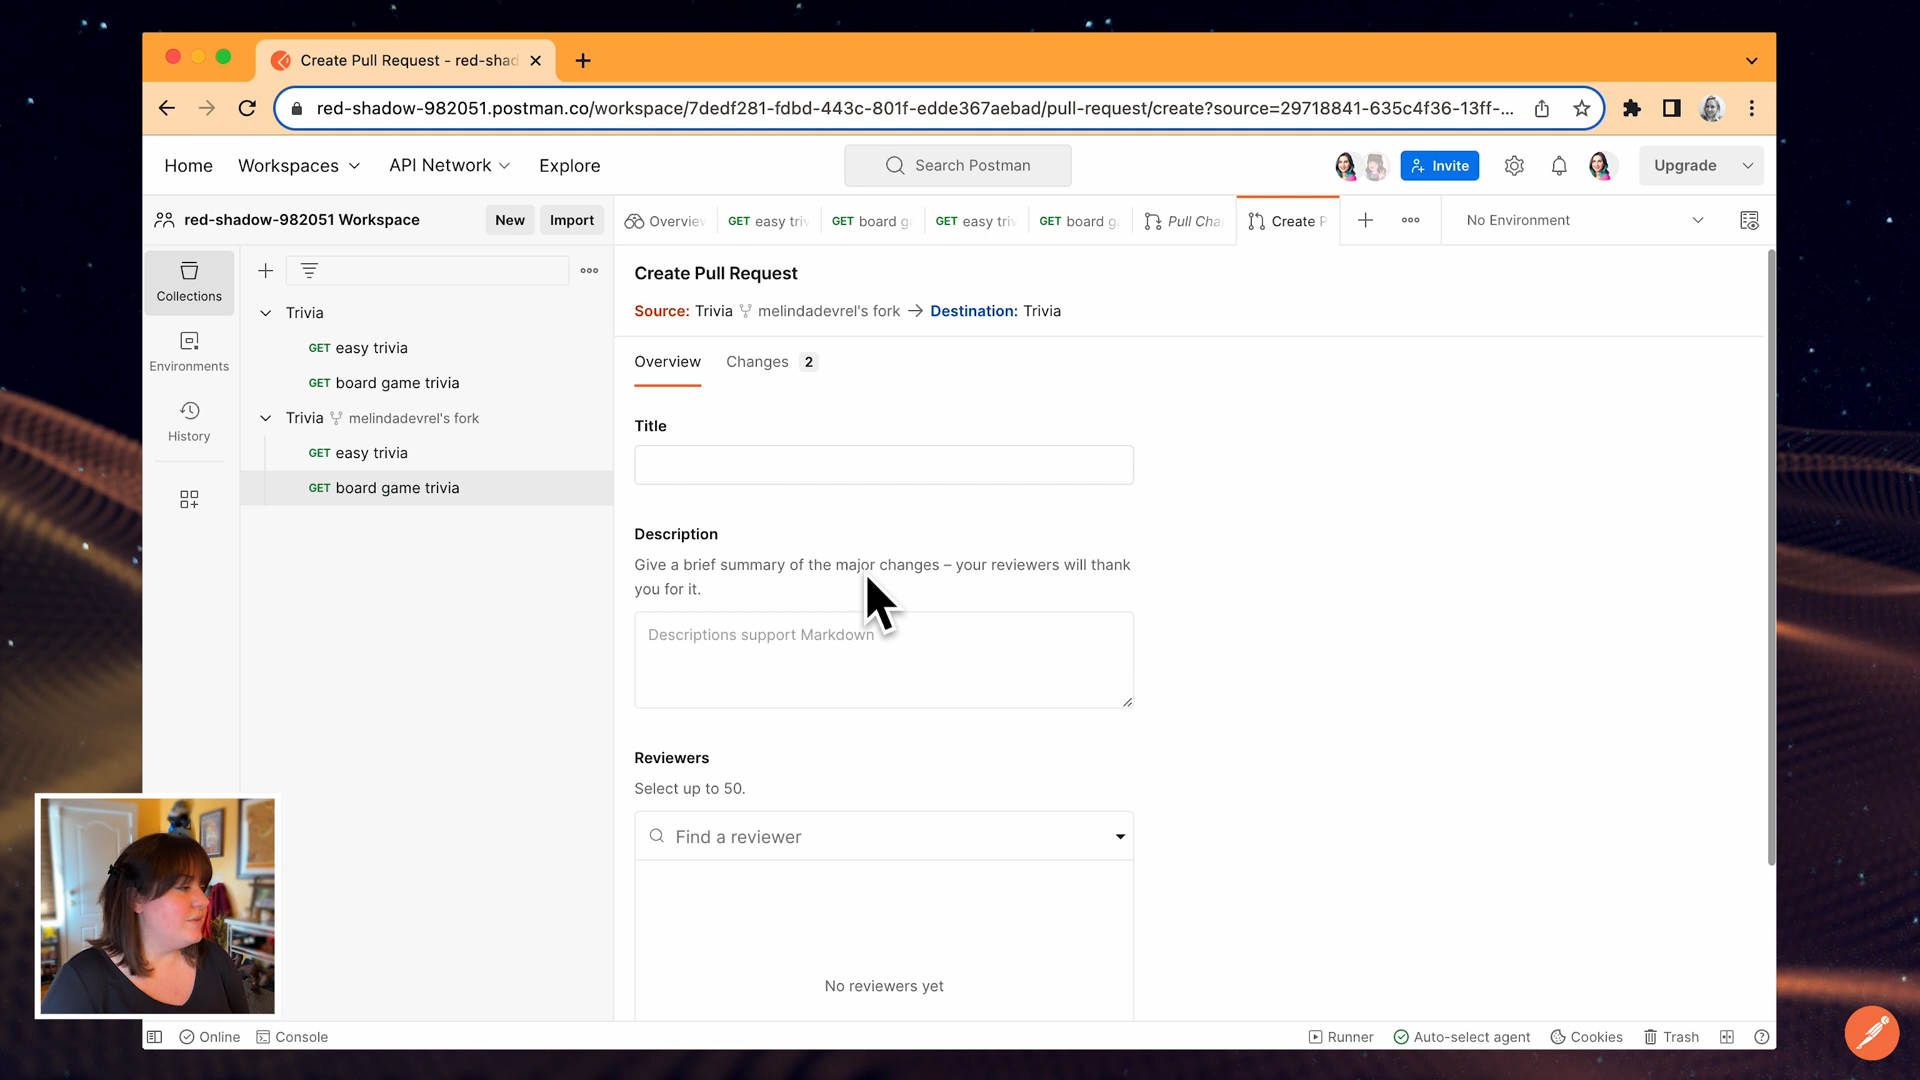 Create Pull Request - red-shad
red-shadow-982051.postman.co/workspace/7dedf281-fdbd-443c-801f-edde367aebad/pull-request/create?source=29718841-635c4f36-13ff-...
Home Workspaces API Network Explore Search Postman Invite Upgrade
red-shadow-982051 Workspace New Import Overview GET easy triv GET board ga GET easy triv GET board ga Pull Chan Create P No Environment
Collections
Environments
History
Trivia
GET easy trivia
GET board game trivia
Trivia melindadevrel's fork
GET easy trivia
GET board game trivia
Create Pull Request
Source: Trivia melindadevrel's fork → Destination: Trivia
Overview Changes 2
Title
Description
Give a brief summary of the major changes – your reviewers will thank
you for it.
Descriptions support Markdown
Reviewers
Select up to 50.
Find a reviewer
No reviewers yet
Online Console Runner Auto-select agent Cookies Trash